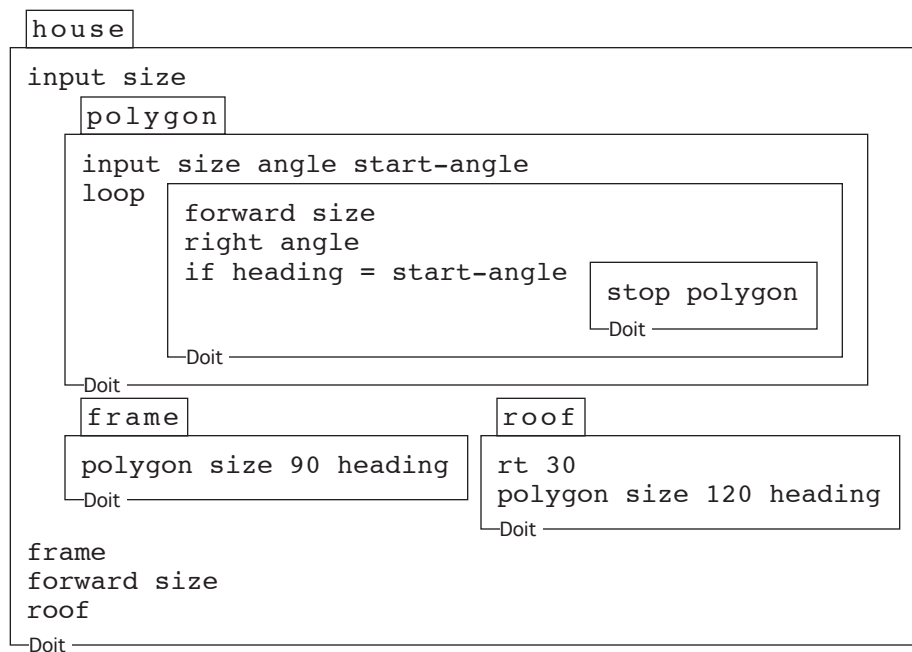 house
input size
polygon
input size angle start-angle
loop
forward size
right angle
if heading = start-angle
stop polygon
Doit
Doit
Doit
frame
polygon size 90 heading
Doit
roof
rt 30
polygon size 120 heading
Doit
frame
forward size
roof
Doit